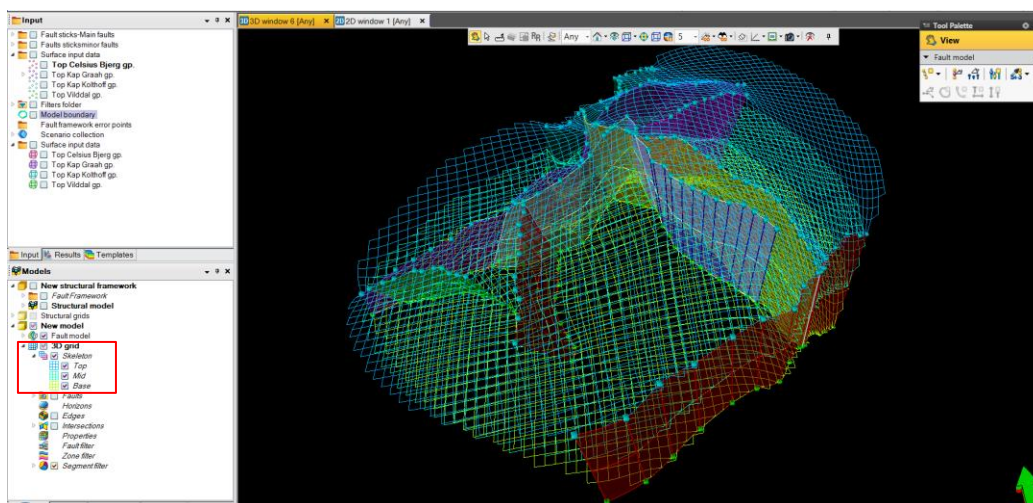 Input
Fault sticks-Main faults
Faults sticksminor faults
Surface input data
Top Celsius Bjerg gp.
Top Kap Graah gp.
Top Kap Kolthoff gp.
Top Vilddal gp.
Filters folder
Model boundary
Fault framework error points
Scenario collection
Surface input data
Top Celsius Bjerg gp.
Top Kap Graah gp.
Top Kap Kolthoff gp.
Top Vilddal gp.
Input Results Templates
Models
New structural framework
Fault Framework
Structural model
Structural grids
New model
Fault model
3D grid
Skeleton
Top
Mid
Base
Faults
Horizons
Edges
Intersections
Properties
Fault filter
Zone filter
Segment filter
3D 3D window 6 [Any] 2D 2D window 1 [Any]
Any 5
Tool Palette
View
Fault model